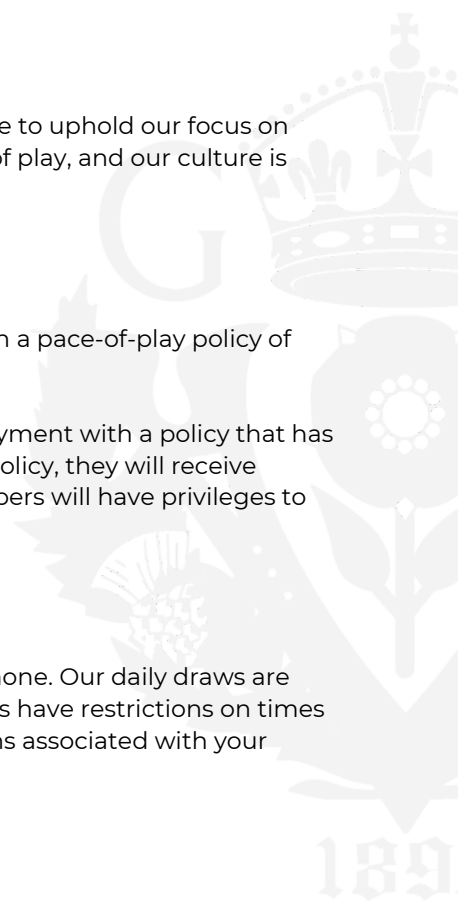 e to uphold our focus on
of play, and our culture is
G
n a pace-of-play policy of
yment with a policy that has
olicy, they will receive
bers will have privileges to
one. Our daily draws are
s have restrictions on times
ns associated with your
189